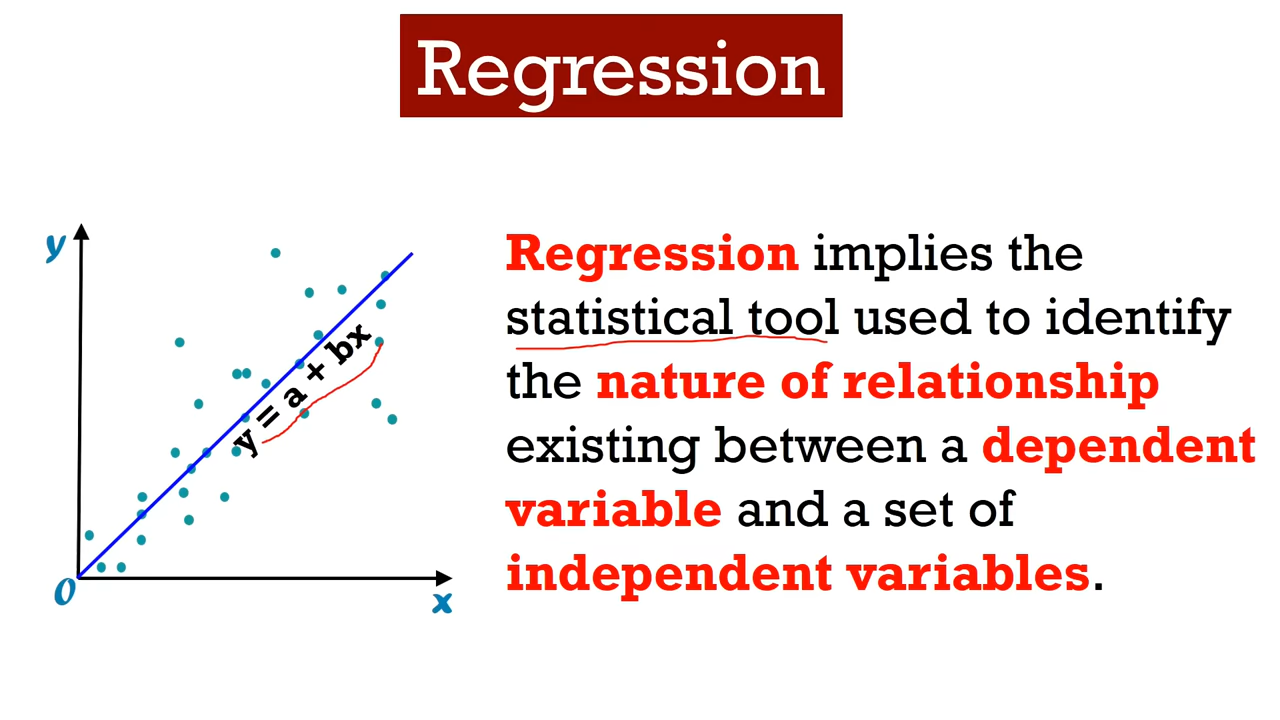 Regression
y
y = a + bx
O
x
Regression implies the
statistical tool used to identify
the nature of relationship
existing between a dependent
variable and a set of
independent variables.